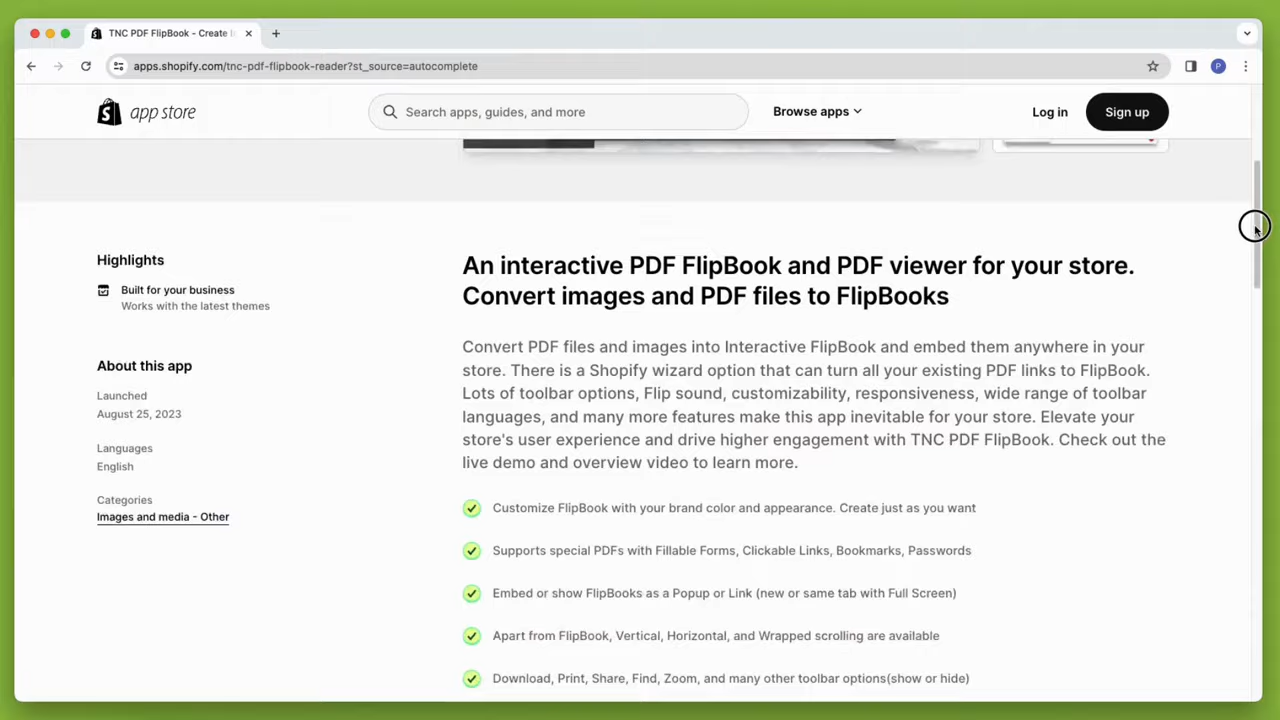 TNC PDF FlipBook - Create I
apps.shopify.com/tnc-pdf-flipbook-reader?st_source=autocomplete
P
app store
Search apps, guides, and more
Browse apps
Log in
Sign up
Highlights
Built for your business
Works with the latest themes
About this app
Launched
August 25, 2023
Languages
English
Categories
Images and media - Other
An interactive PDF FlipBook and PDF viewer for your store.
Convert images and PDF files to FlipBooks
Convert PDF files and images into Interactive FlipBook and embed them anywhere in your
store. There is a Shopify wizard option that can turn all your existing PDF links to FlipBook.
Lots of toolbar options, Flip sound, customizability, responsiveness, wide range of toolbar
languages, and many more features make this app inevitable for your store. Elevate your
store's user experience and drive higher engagement with TNC PDF FlipBook. Check out the
live demo and overview video to learn more.
Customize FlipBook with your brand color and appearance. Create just as you want
Supports special PDFs with Fillable Forms, Clickable Links, Bookmarks, Passwords
Embed or show FlipBooks as a Popup or Link (new or same tab with Full Screen)
Apart from FlipBook, Vertical, Horizontal, and Wrapped scrolling are available
Download, Print, Share, Find, Zoom, and many other toolbar options(show or hide)